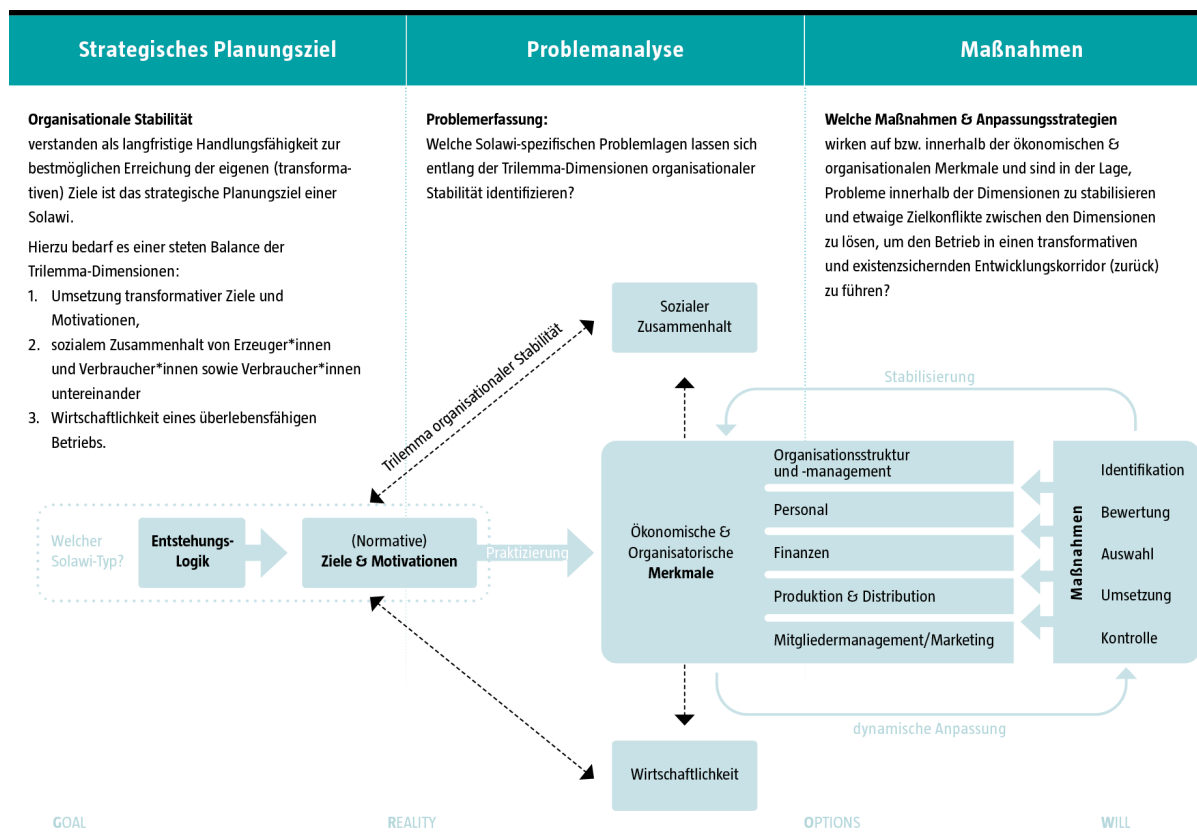 Strategisches Planungsziel
Problemanalyse
Maßnahmen
Organisationale Stabilität
verstanden als langfristige Handlungsfähigkeit zur
bestmöglichen Erreichung der eigenen (transforma-
tiven) Ziele ist das strategische Planungsziel einer
Solawi.
Hierzu bedarf es einer steten Balance der
Trilemma-Dimensionen:
1. Umsetzung transformativer Ziele und
Motivationen,
2. sozialem Zusammenhalt von Erzeuger*innen
und Verbraucher*innen sowie Verbraucher*innen
untereinander
3. Wirtschaftlichkeit eines überlebensfähigen
Betriebs.
Problemerfassung:
Welche Solawi-spezifischen Problemlagen lassen sich
entlang der Trilemma-Dimensionen organisationaler
Stabilität identifizieren?
Welche Maßnahmen & Anpassungsstrategien
wirken auf bzw. innerhalb der ökonomischen &
organisationalen Merkmale und sind in der Lage,
Probleme innerhalb der Dimensionen zu stabilisieren
und etwaige Zielkonflikte zwischen den Dimensionen
zu lösen, um den Betrieb in einen transformativen
und existenzsichernden Entwicklungskorridor (zurück)
zu führen?
Sozialer
Zusammenhalt
Trilemma organisationaler Stabilität
Stabilisierung
Welcher
Solawi-Typ?
Entstehungs-
Logik
(Normative)
Ziele & Motivationen
Praktizierung
Ökonomische &
Organisatorische
Merkmale
Organisationsstruktur
und -management
Personal
Finanzen
Produktion & Distribution
Mitgliedermanagement/Marketing
Maßnahmen
Identifikation
Bewertung
Auswahl
Umsetzung
Kontrolle
dynamische Anpassung
Wirtschaftlichkeit
GOAL
REALITY
OPTIONS
WILL